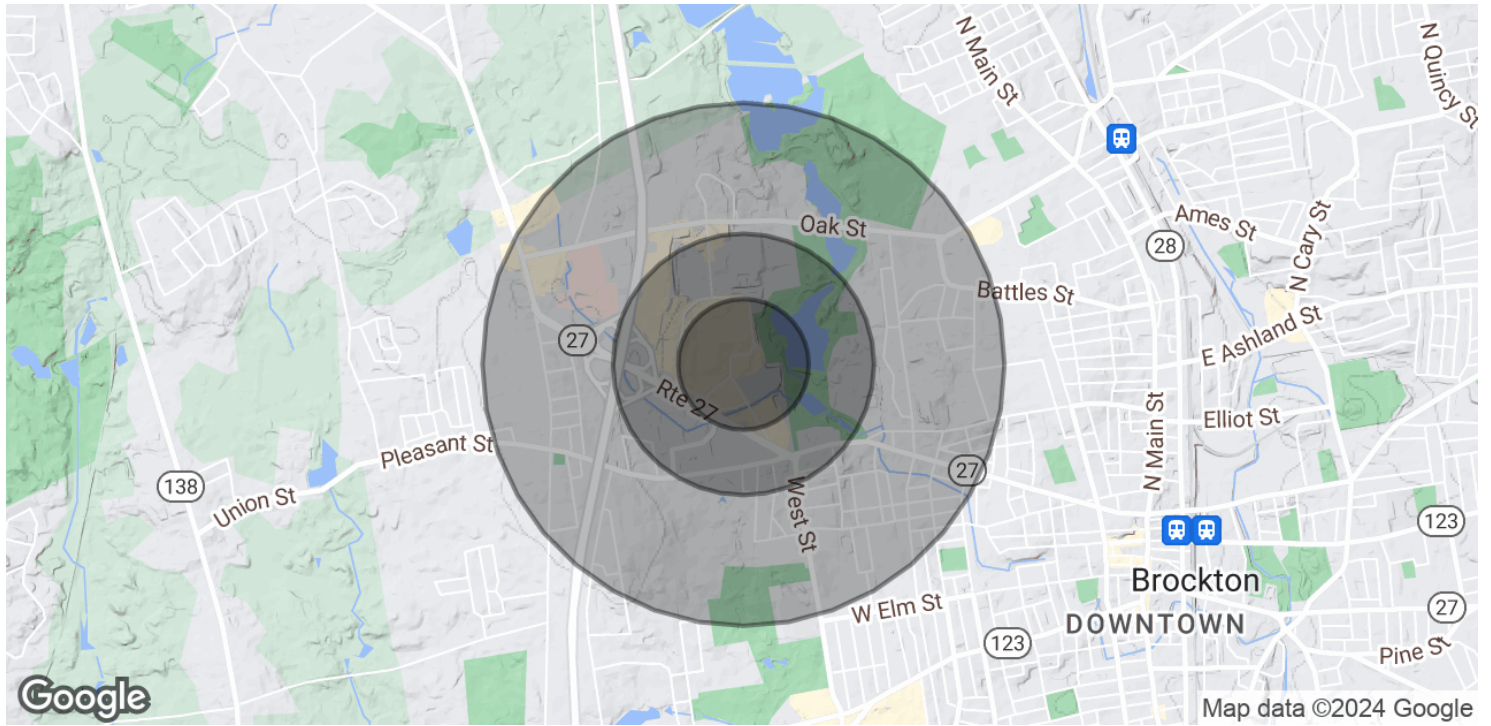 N Main St
N Quincy St
Oak St
Ames St
28
N Cary St
Battles St
27
E Ashland St
Rte 27
N Main St
Elliot St
Pleasant St
27
138
Union St
West St
123
Brockton
W Elm St
27
DOWNTOWN
123
Pine St
Google
Map data ©2024 Google